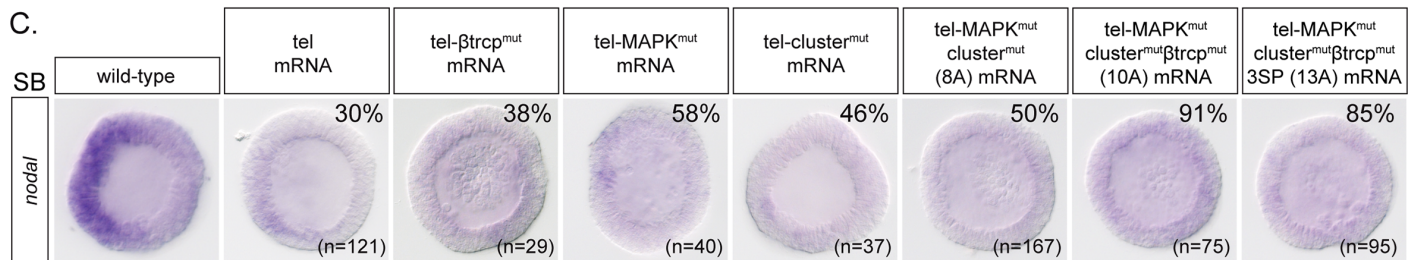 C.
SB
wild-type
tel
mRNA
tel-βtrcpᵐᵘᵗ
mRNA
tel-MAPKᵐᵘᵗ
mRNA
tel-clusterᵐᵘᵗ
mRNA
tel-MAPKᵐᵘᵗ
clusterᵐᵘᵗ
(8A) mRNA
tel-MAPKᵐᵘᵗ
clusterᵐᵘᵗβtrcpᵐᵘᵗ
(10A) mRNA
tel-MAPKᵐᵘᵗ
clusterᵐᵘᵗβtrcpᵐᵘᵗ
3SP (13A) mRNA
nodal
30%
38%
58%
46%
50%
91%
85%
(n=121)
(n=29)
(n=40)
(n=37)
(n=167)
(n=75)
(n=95)